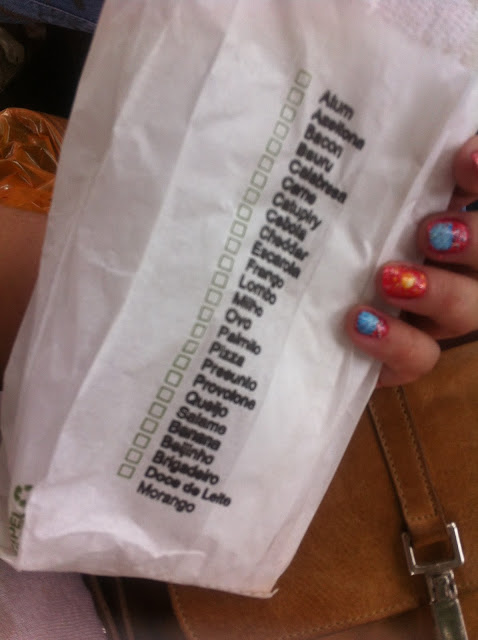 Atum
Azeitona
Bacon
Bauru
Calabresa
Carne
Catupiry
Cebola
Cheddar
Escarola
Frango
Lombo
Milho
Ovo
Palmito
Pizza
Presunto
Provolone
Queijo
Salame
Banana
Beijinho
Brigadeiro
Doce de Leite
Morango